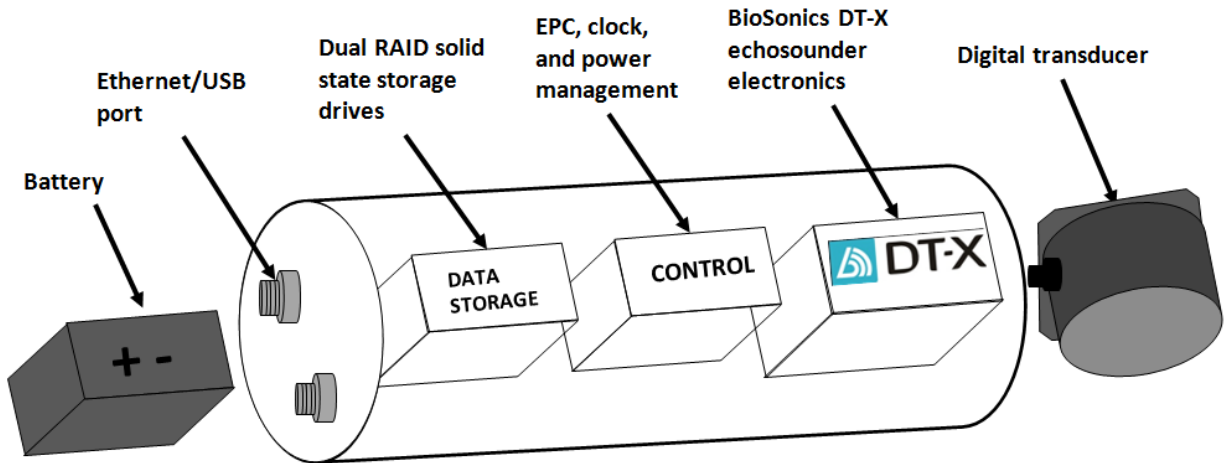 Battery
Ethernet/USB
port
Dual RAID solid
state storage
drives
EPC, clock,
and power
management
BioSonics DT-X
echosounder
electronics
Digital transducer
+ -
DATA
STORAGE
CONTROL
DT-X